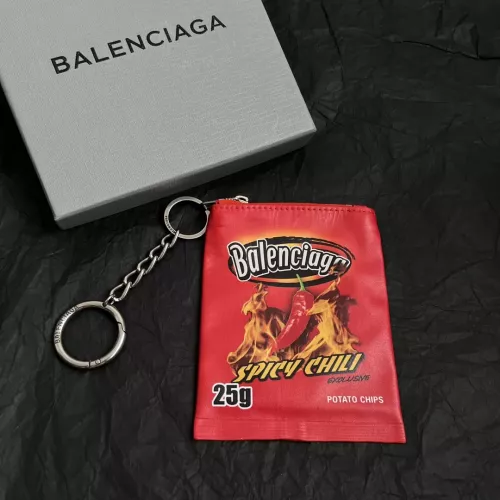 BALENCIAGA
Balenciaga
SPICY CHILI
EXCLUSIVE
25g
POTATO CHIPS